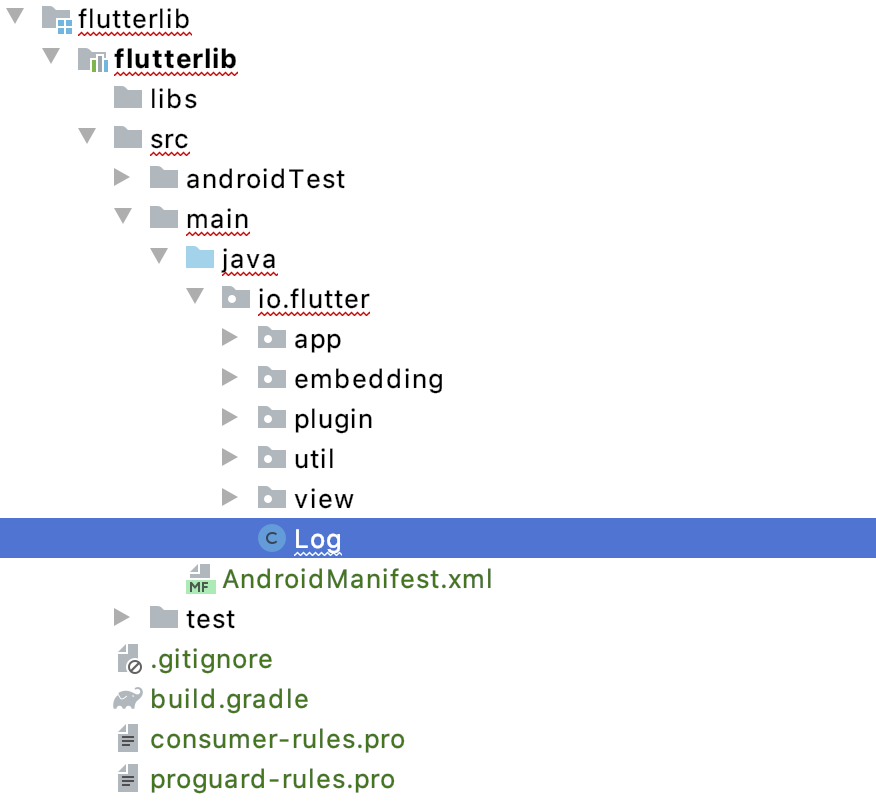 flutterlib
flutterlib
libs
src
androidTest
main
java
io.flutter
app
embedding
plugin
util
view
C Log
MF AndroidManifest.xml
test
.gitignore
build.gradle
consumer-rules.pro
proguard-rules.pro